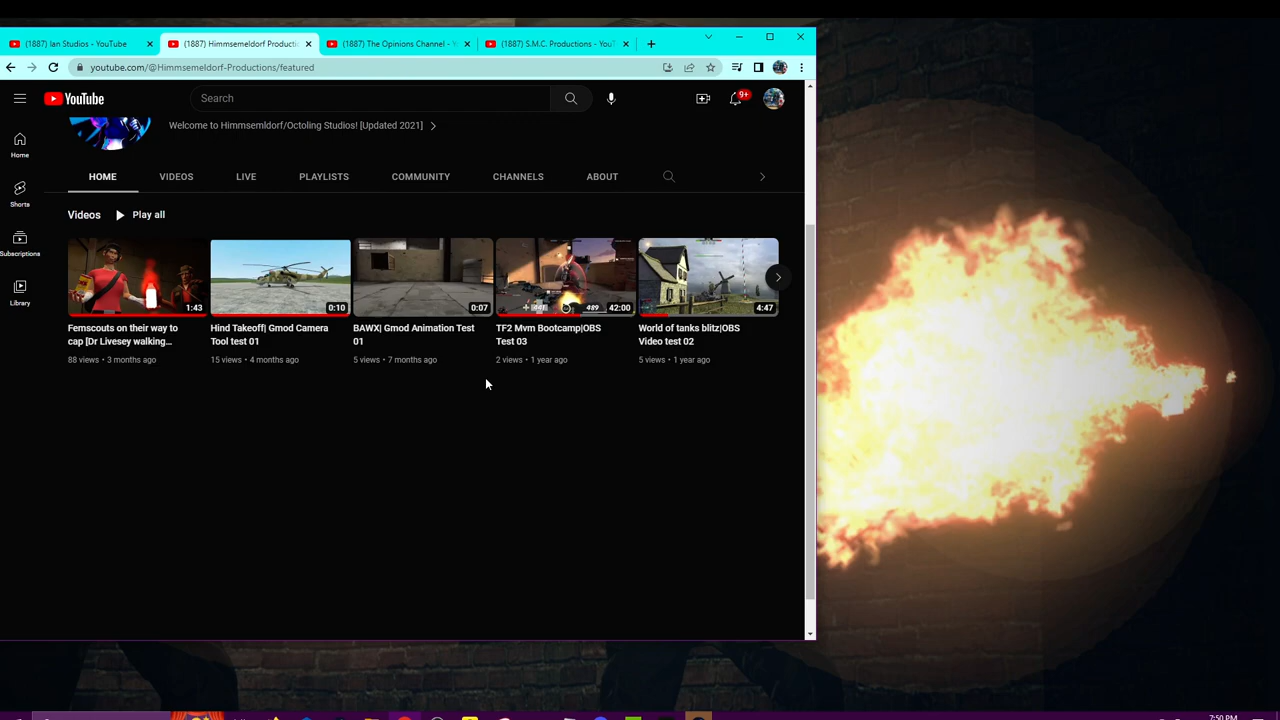 (1887) Ian Studios - YouTube
(1887) Himmsemeldorf Producti
(1887) The Opinions Channel - Y
(1887) S.M.C. Productions - YouT
youtube.com/@Himmsemeldorf-Productions/featured
YouTube
Search
9+
Welcome to Himmsemldorf/Octoling Studios! [Updated 2021]
Home
Shorts
Subscriptions
Library
HOME
VIDEOS
LIVE
PLAYLISTS
COMMUNITY
CHANNELS
ABOUT
Videos
Play all
1:43
0:10
0:07
489
42:00
4:47
Femscouts on their way to
cap [Dr Livesey walking...
88 views • 3 months ago
Hind Takeoff| Gmod Camera
Tool test 01
15 views • 4 months ago
BAWX| Gmod Animation Test
01
5 views • 7 months ago
TF2 Mvm Bootcamp|OBS
Test 03
2 views • 1 year ago
World of tanks blitz|OBS
Video test 02
5 views • 1 year ago
7:50 PM